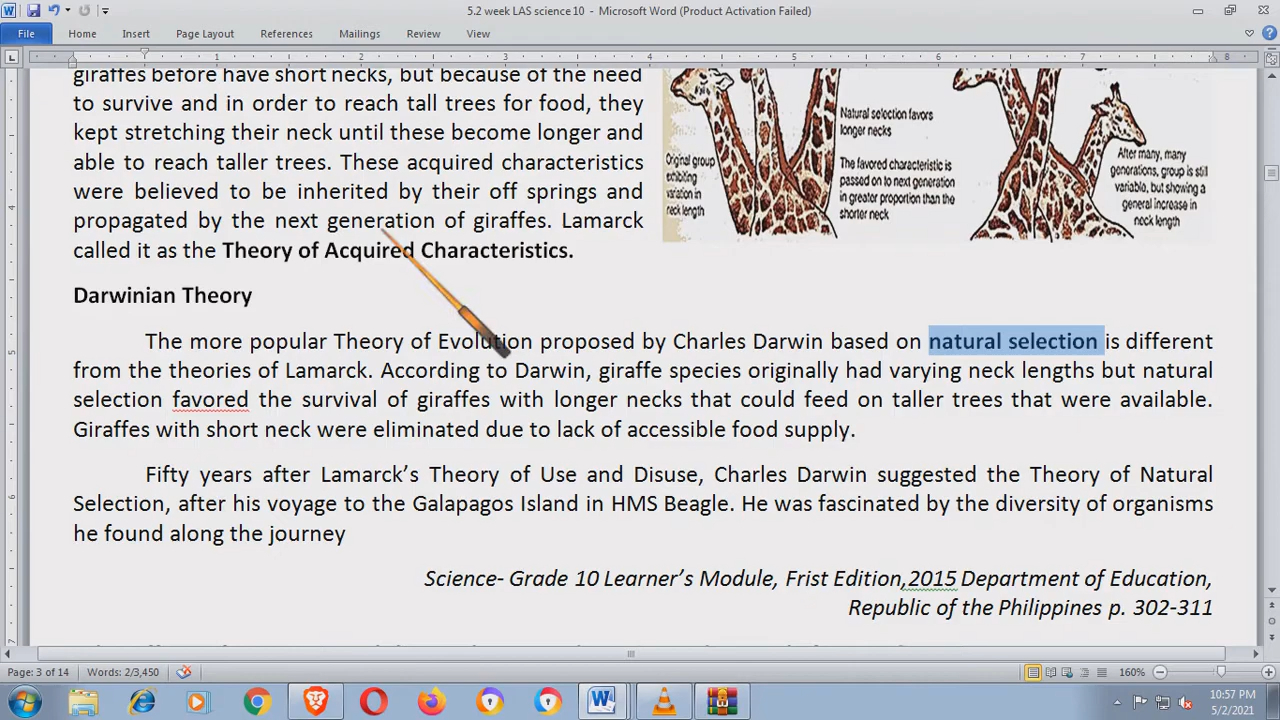 5.2 week LAS science 10 - Microsoft Word (Product Activation Failed)
File Home Insert Page Layout References Mailings Review View
1 2 3 4 5 6 7 8
giraffes before have short necks, but because of the need
to survive and in order to reach tall trees for food, they
kept stretching their neck until these become longer and
able to reach taller trees. These acquired characteristics
were believed to be inherited by their off springs and
propagated by the next generation of giraffes. Lamarck
called it as the Theory of Acquired Characteristics.
Original group
exhibiting
variation in
neck length
Natural selection favors
longer necks
The favored characteristic is
passed on to next generation
in greater proportion than the
shorter neck
After many, many
generations, group is still
variable, but showing a
general increase in
neck length
Darwinian Theory
The more popular Theory of Evolution proposed by Charles Darwin based on natural selection is different
from the theories of Lamarck. According to Darwin, giraffe species originally had varying neck lengths but natural
selection favored the survival of giraffes with longer necks that could feed on taller trees that were available.
Giraffes with short neck were eliminated due to lack of accessible food supply.
Fifty years after Lamarck's Theory of Use and Disuse, Charles Darwin suggested the Theory of Natural
Selection, after his voyage to the Galapagos Island in HMS Beagle. He was fascinated by the diversity of organisms
he found along the journey
Science- Grade 10 Learner's Module, Frist Edition,2015 Department of Education,
Republic of the Philippines p. 302-311
Page: 3 of 14 Words: 2/3,450 160%
10:57 PM
5/2/2021